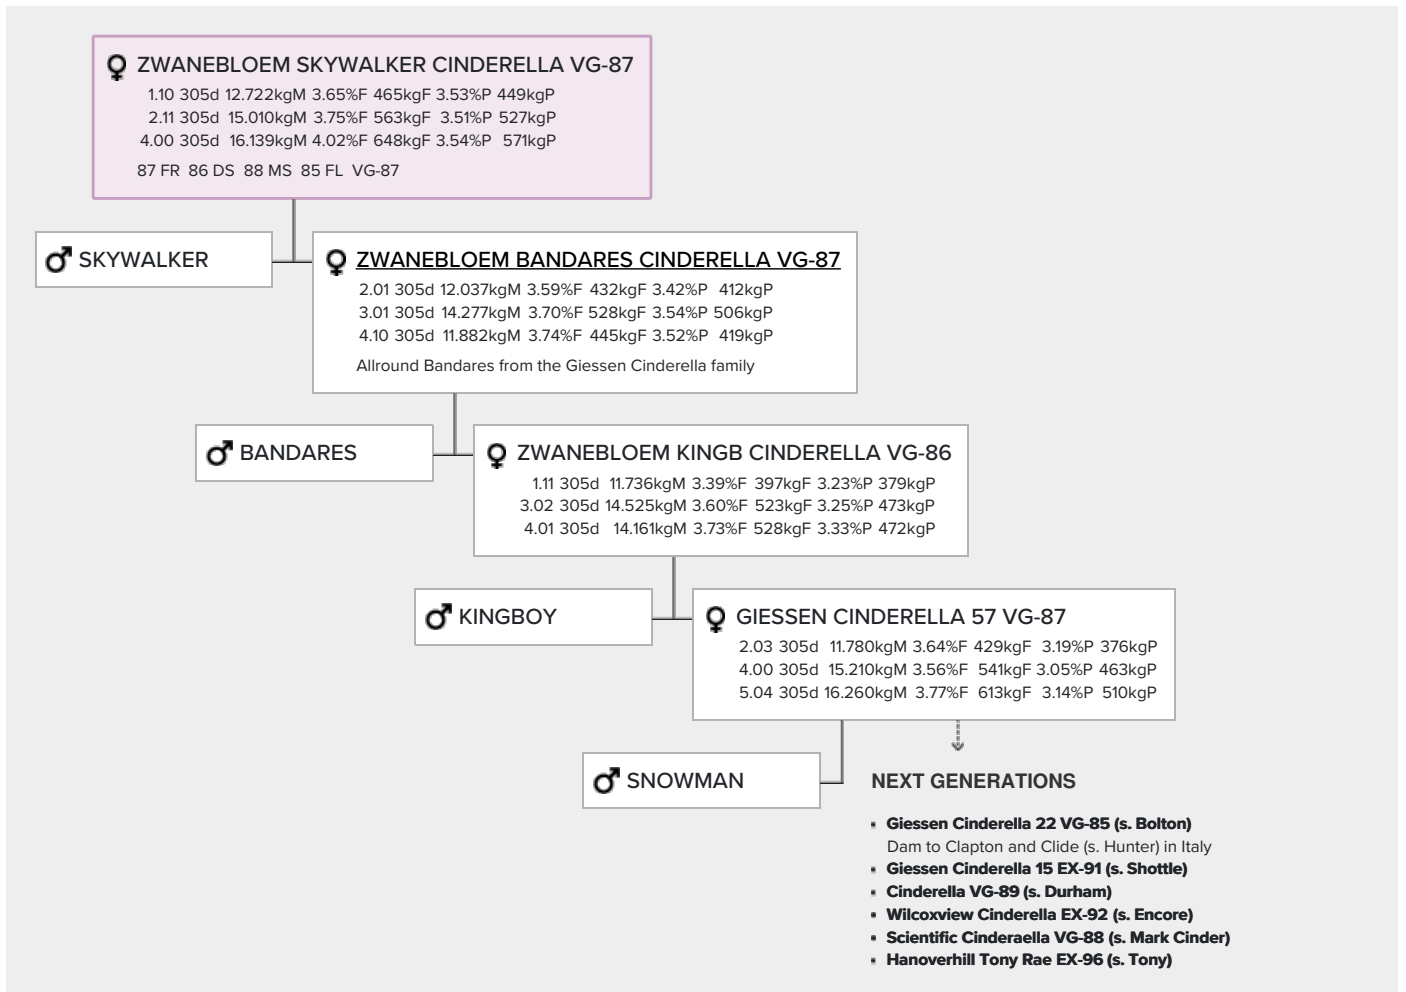 ZWANEBLOEM SKYWALKER CINDERELLA VG-87
1.10 305d 12.722kgM 3.65%F 465kgF 3.53%P 449kgP
2.11 305d 15.010kgM 3.75%F 563kgF 3.51%P 527kgP
4.00 305d 16.139kgM 4.02%F 648kgF 3.54%P 571kgP
87 FR 86 DS 88 MS 85 FL VG-87
SKYWALKER
ZWANEBLOEM BANDARES CINDERELLA VG-87
2.01 305d 12.037kgM 3.59%F 432kgF 3.42%P 412kgP
3.01 305d 14.277kgM 3.70%F 528kgF 3.54%P 506kgP
4.10 305d 11.882kgM 3.74%F 445kgF 3.52%P 419kgP
Allround Bandares from the Giessen Cinderella family
BANDARES
ZWANEBLOEM KINGB CINDERELLA VG-86
1.11 305d 11.736kgM 3.39%F 397kgF 3.23%P 379kgP
3.02 305d 14.525kgM 3.60%F 523kgF 3.25%P 473kgP
4.01 305d 14.161kgM 3.73%F 528kgF 3.33%P 472kgP
KINGBOY
GIESSEN CINDERELLA 57 VG-87
2.03 305d 11.780kgM 3.64%F 429kgF 3.19%P 376kgP
4.00 305d 15.210kgM 3.56%F 541kgF 3.05%P 463kgP
5.04 305d 16.260kgM 3.77%F 613kgF 3.14%P 510kgP
SNOWMAN
NEXT GENERATIONS
Giessen Cinderella 22 VG-85 (s. Bolton)
Dam to Clapton and Clide (s. Hunter) in Italy
Giessen Cinderella 15 EX-91 (s. Shottle)
Cinderella VG-89 (s. Durham)
Wilcoxview Cinderella EX-92 (s. Encore)
Scientific Cinderaella VG-88 (s. Mark Cinder)
Hanoverhill Tony Rae EX-96 (s. Tony)